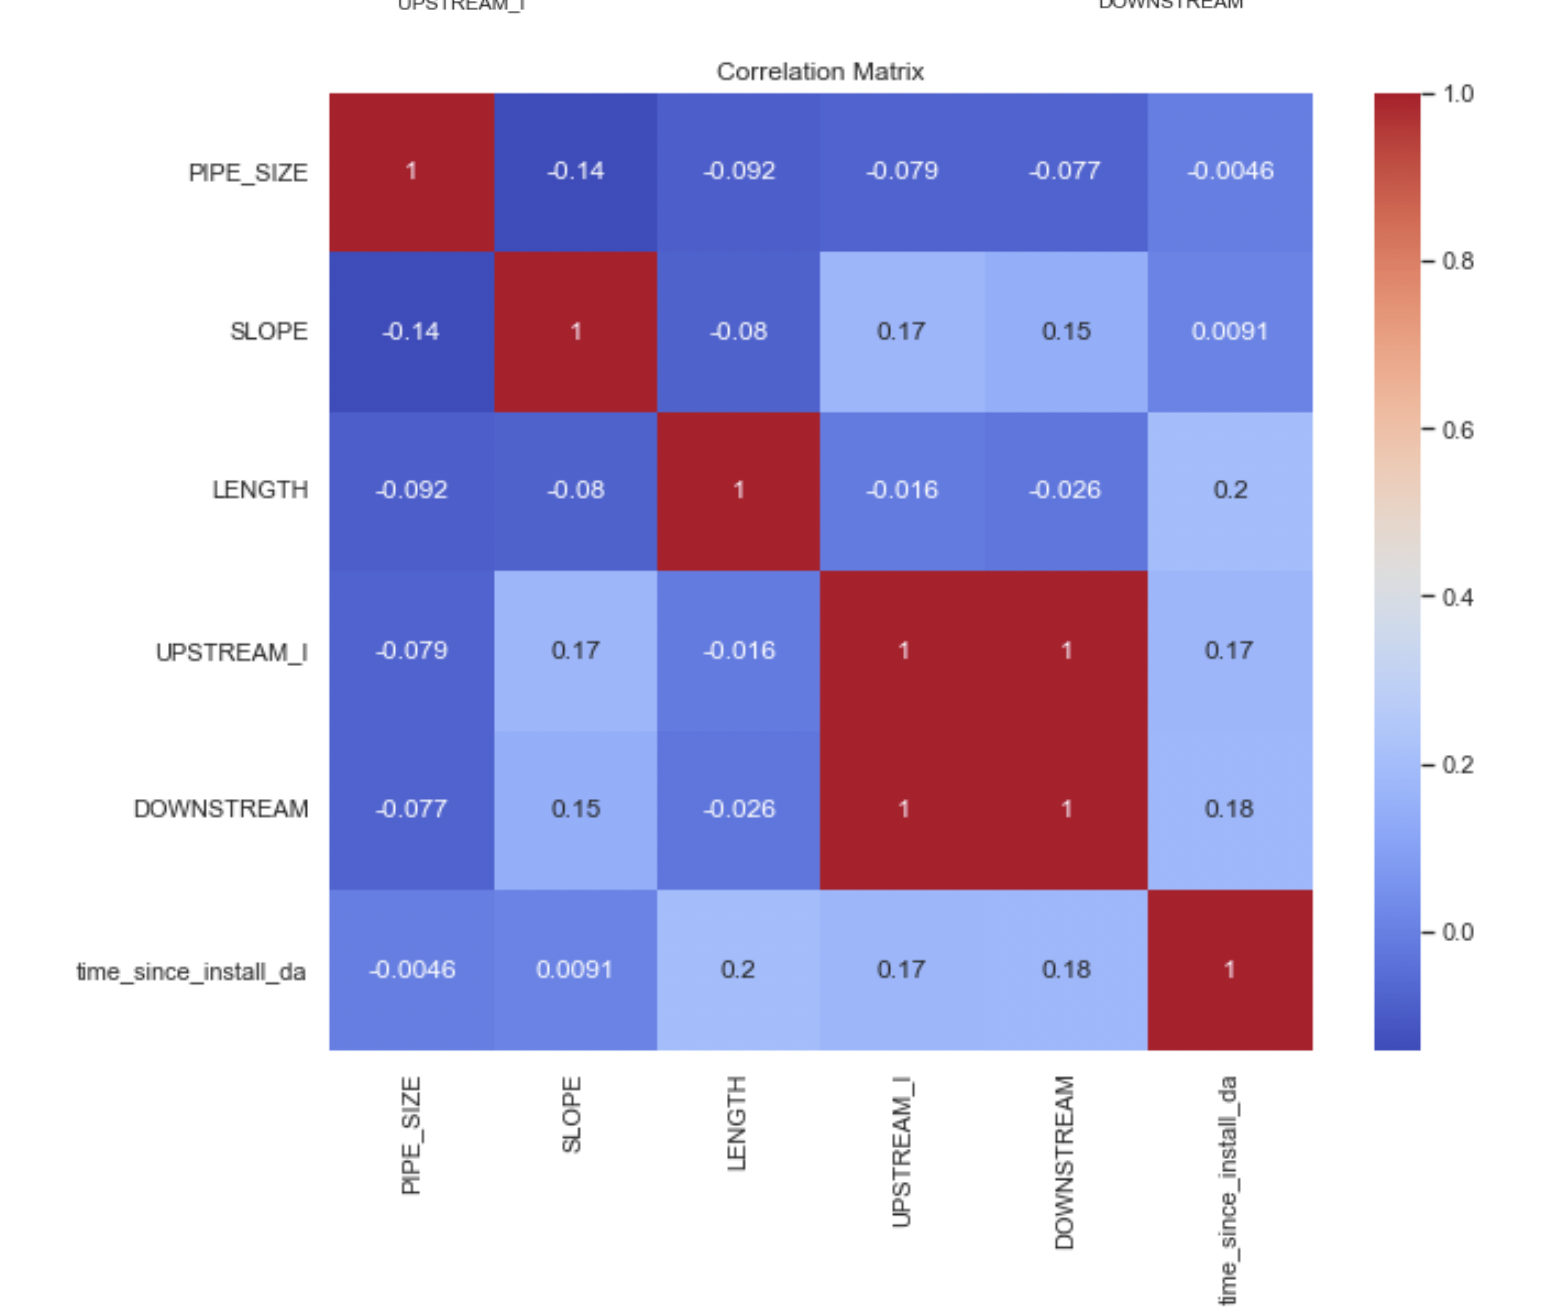 UPSTREAM_I DOWNSTREAM
Correlation Matrix
PIPE_SIZE 1 -0.14 -0.092 -0.079 -0.077 -0.0046
SLOPE -0.14 1 -0.08 0.17 0.15 0.0091
LENGTH -0.092 -0.08 1 -0.016 -0.026 0.2
UPSTREAM_I -0.079 0.17 -0.016 1 1 0.17
DOWNSTREAM -0.077 0.15 -0.026 1 1 0.18
time_since_install_da -0.0046 0.0091 0.2 0.17 0.18 1
PIPE_SIZE
SLOPE
LENGTH
UPSTREAM_I
DOWNSTREAM
time_since_install_da
1.0
0.8
0.6
0.4
0.2
0.0